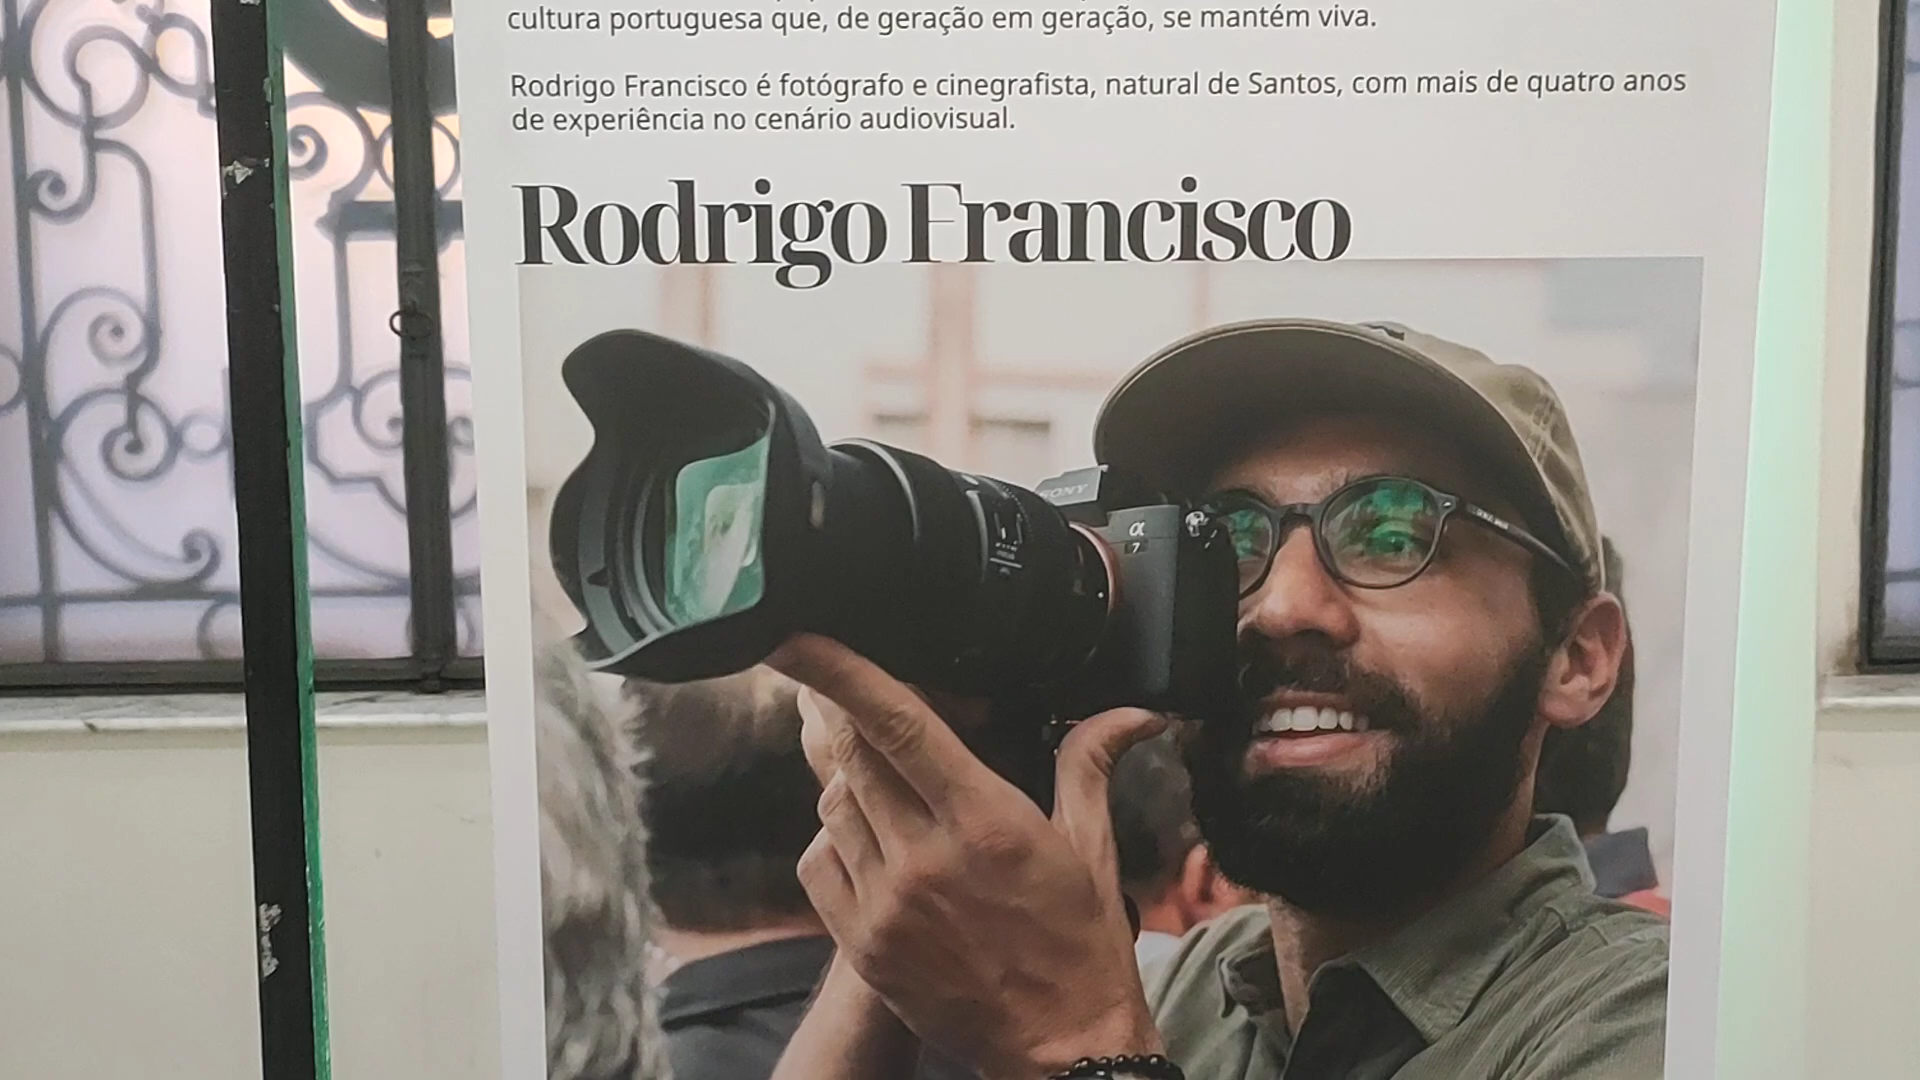 cultura portuguesa que, de geração em geração, se mantém viva.
Rodrigo Francisco é fotógrafo e cinegrafista, natural de Santos, com mais de quatro anos
de experiência no cenário audiovisual.
Rodrigo Francisco
SONY
α
7